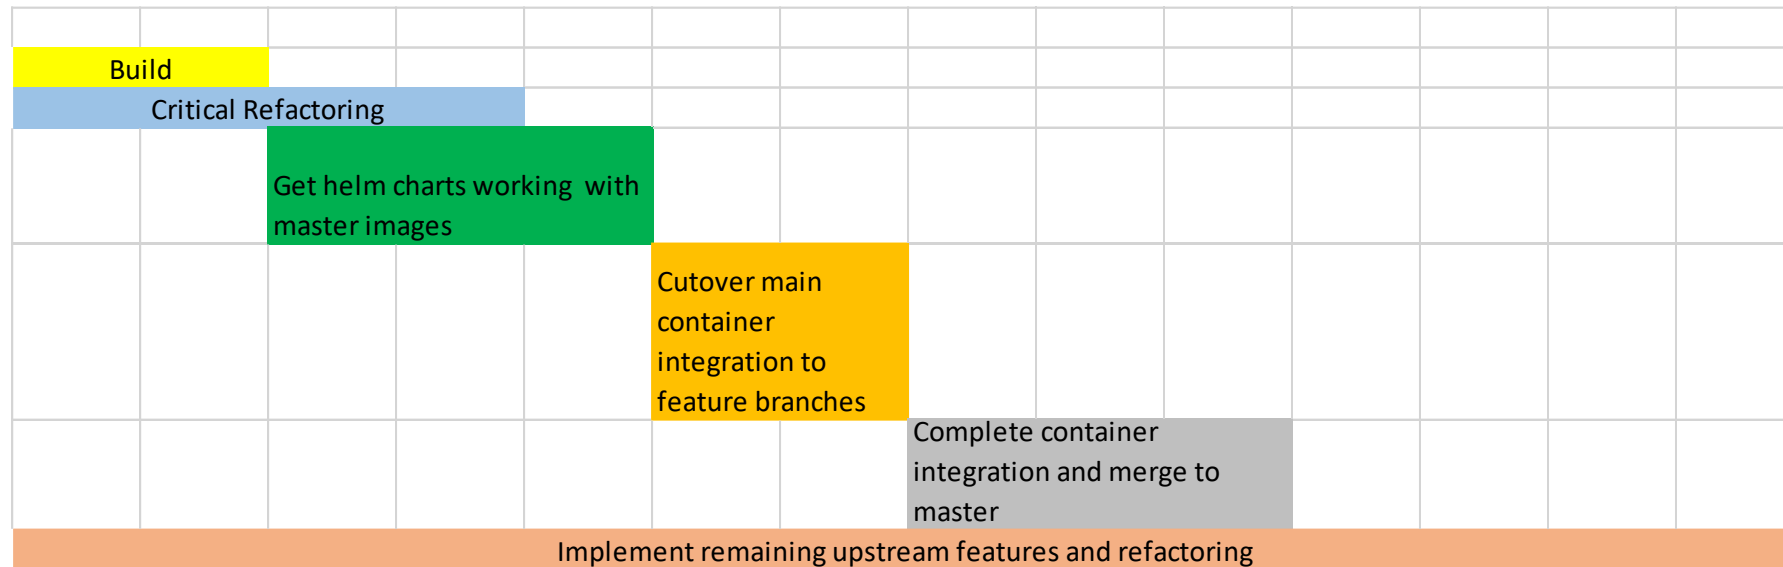 Build
Critical Refactoring
Get helm charts working  with
master images
Cutover main
container
integration to
feature branches
Complete container
integration and merge to
master
Implement remaining upstream features and refactoring